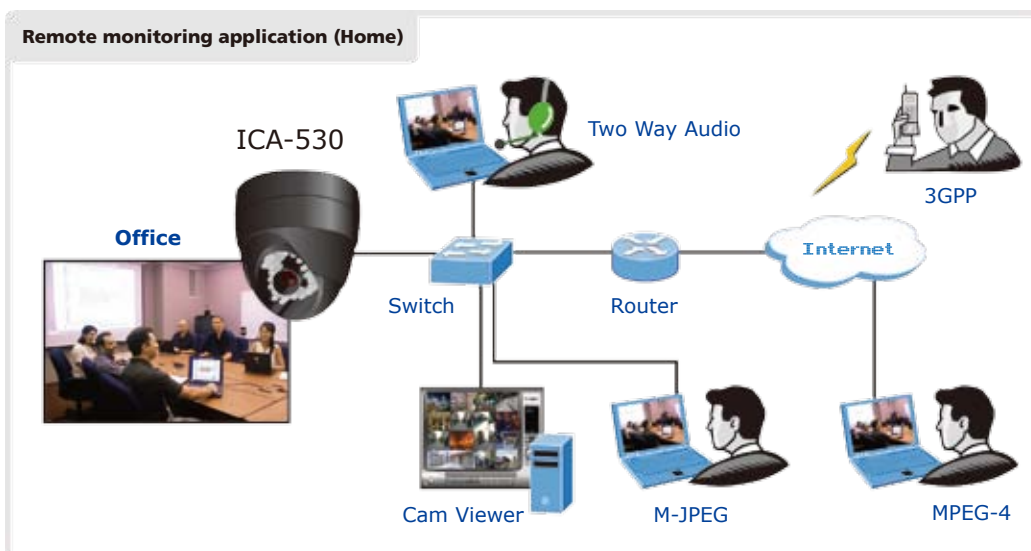 Remote monitoring application (Home)
ICA-530
Two Way Audio
3GPP
Office
Internet
Switch
Router
Cam Viewer
M-JPEG
MPEG-4